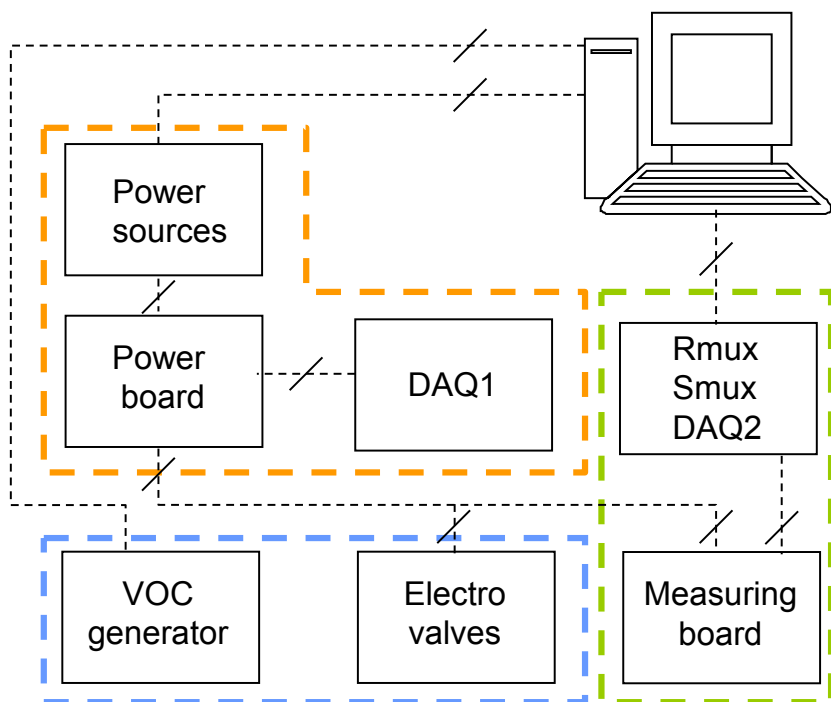 Power
sources
Power
board
DAQ1
Rmux
Smux
DAQ2
VOC
generator
Electro
valves
Measuring
board